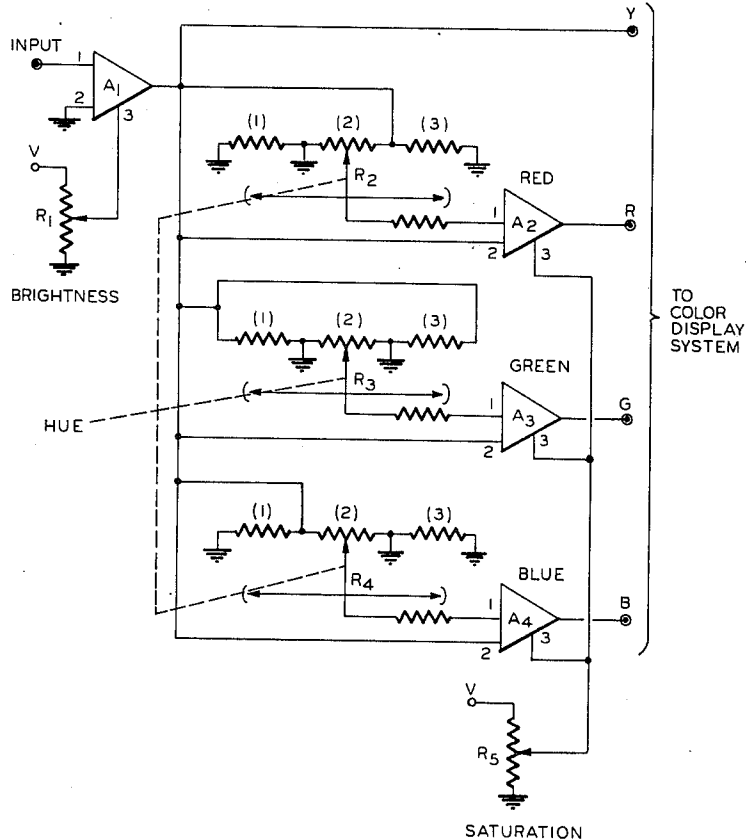 Y
INPUT
1
A1
2
3
(1) (2) (3)
V
R2
RED
R1
1
A2
R
2
3
BRIGHTNESS
TO
COLOR
DISPLAY
SYSTEM
(1) (2) (3)
GREEN
R3
1
G
HUE
A3
2
3
(1) (2) (3)
BLUE
R4
1
B
A4
2
3
V
R5
SATURATION